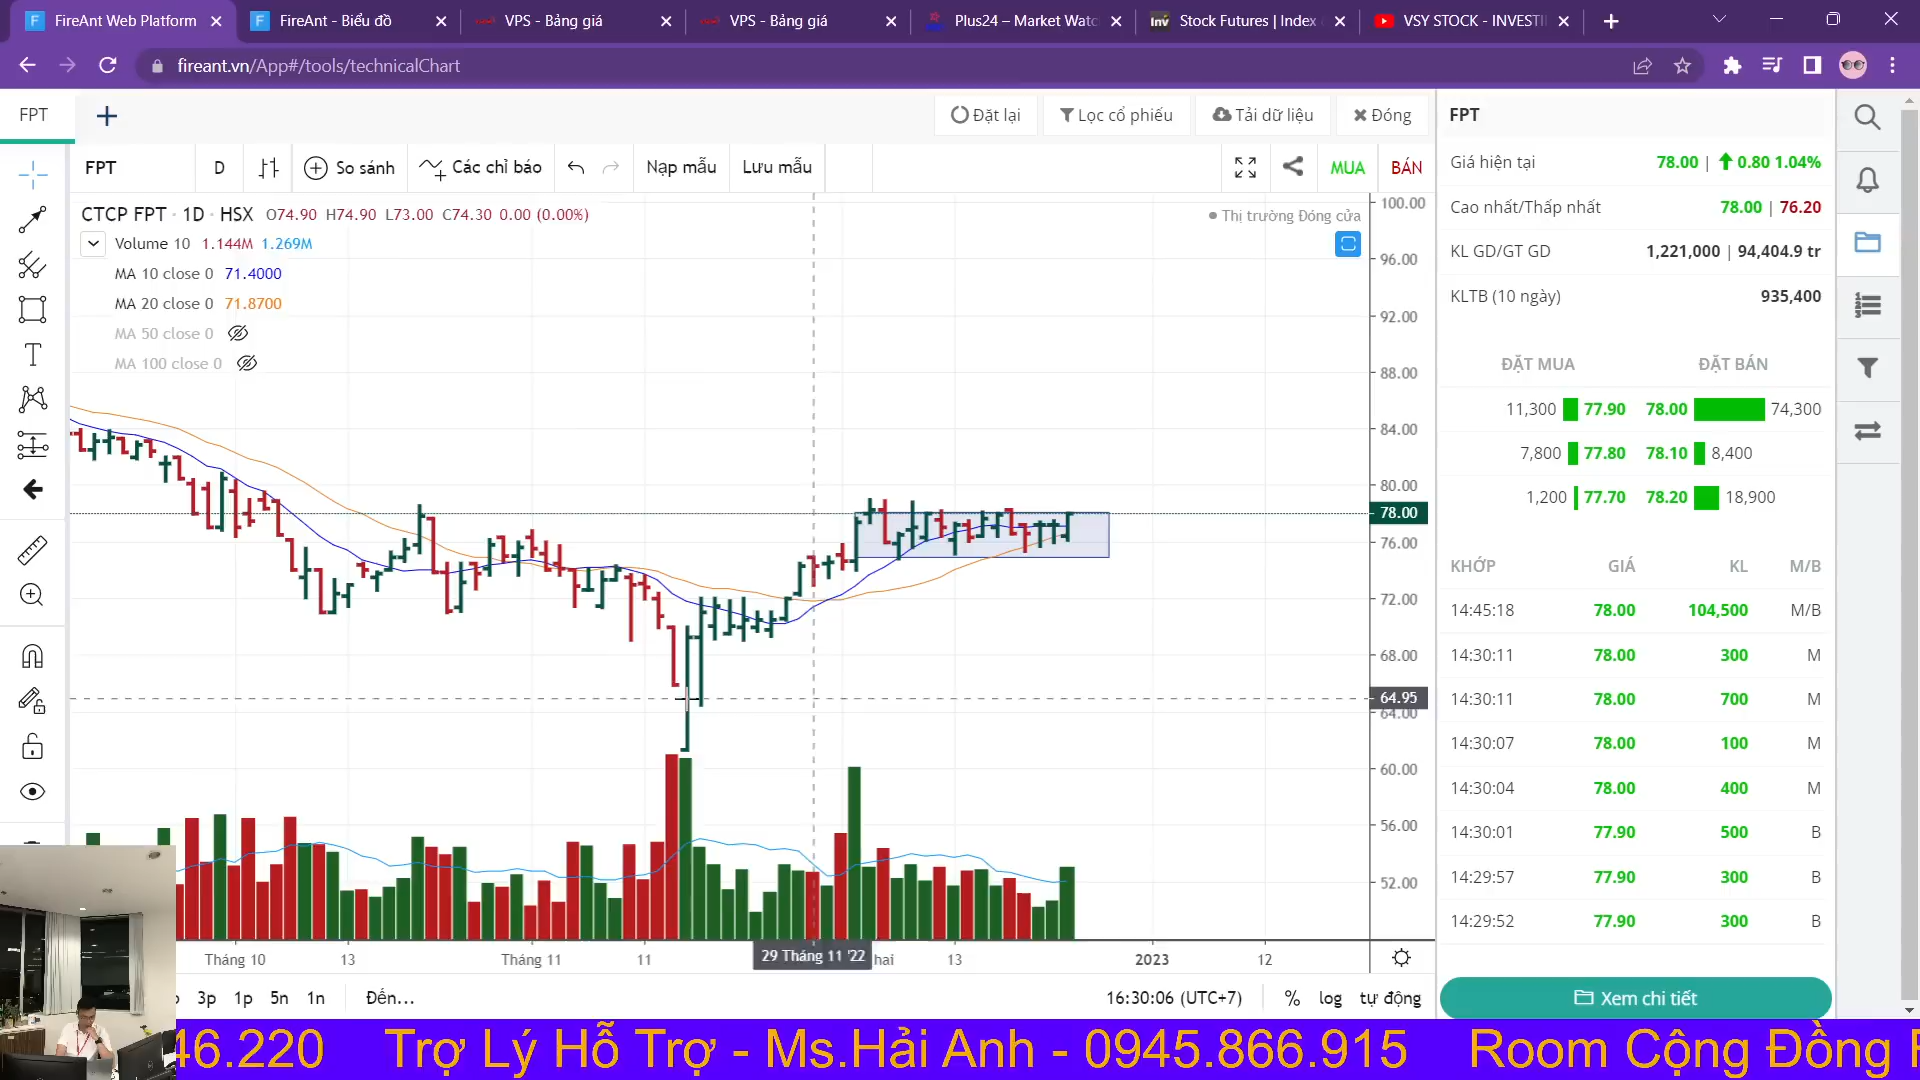 FireAnt Web Platform
FireAnt - Biểu đồ
VPS - Bảng giá
VPS - Bảng giá
Plus24 – Market Watc
Stock Futures | Index
VSY STOCK - INVESTI
fireant.vn/App#/tools/technicalChart
FPT
Đặt lại
Lọc cổ phiếu
Tải dữ liệu
Đóng
FPT
D
So sánh
Các chỉ báo
Nạp mẫu
Lưu mẫu
MUA
BÁN
CTCP FPT · 1D · HSX O74.90 H74.90 L73.00 C74.30 0.00 (0.00%)
Thị trường Đóng cửa
Volume 10 1.144M 1.269M
MA 10 close 0 71.4000
MA 20 close 0 71.8700
MA 50 close 0
MA 100 close 0
100.00
96.00
92.00
88.00
84.00
80.00
78.00
76.00
72.00
68.00
64.95
64.00
60.00
56.00
52.00
Tháng 10
13
Tháng 11
11
29 Tháng 11 '22
hai
13
2023
12
3p 1p 5n 1n
Đến...
16:30:06 (UTC+7)
% log tự động
FPT
Giá hiện tại 78.00 | 0.80 1.04%
Cao nhất/Thấp nhất 78.00 | 76.20
KL GD/GT GD 1,221,000 | 94,404.9 tr
KLTB (10 ngày) 935,400
ĐẶT MUA ĐẶT BÁN
11,300 77.90 78.00 74,300
7,800 77.80 78.10 8,400
1,200 77.70 78.20 18,900
KHỚP GIÁ KL M/B
14:45:18 78.00 104,500 M/B
14:30:11 78.00 300 M
14:30:11 78.00 700 M
14:30:07 78.00 100 M
14:30:04 78.00 400 M
14:30:01 77.90 500 B
14:29:57 77.90 300 B
14:29:52 77.90 300 B
Xem chi tiết
46.220 Trợ Lý Hỗ Trợ - Ms.Hải Anh - 0945.866.915 Room Cộng Đồng